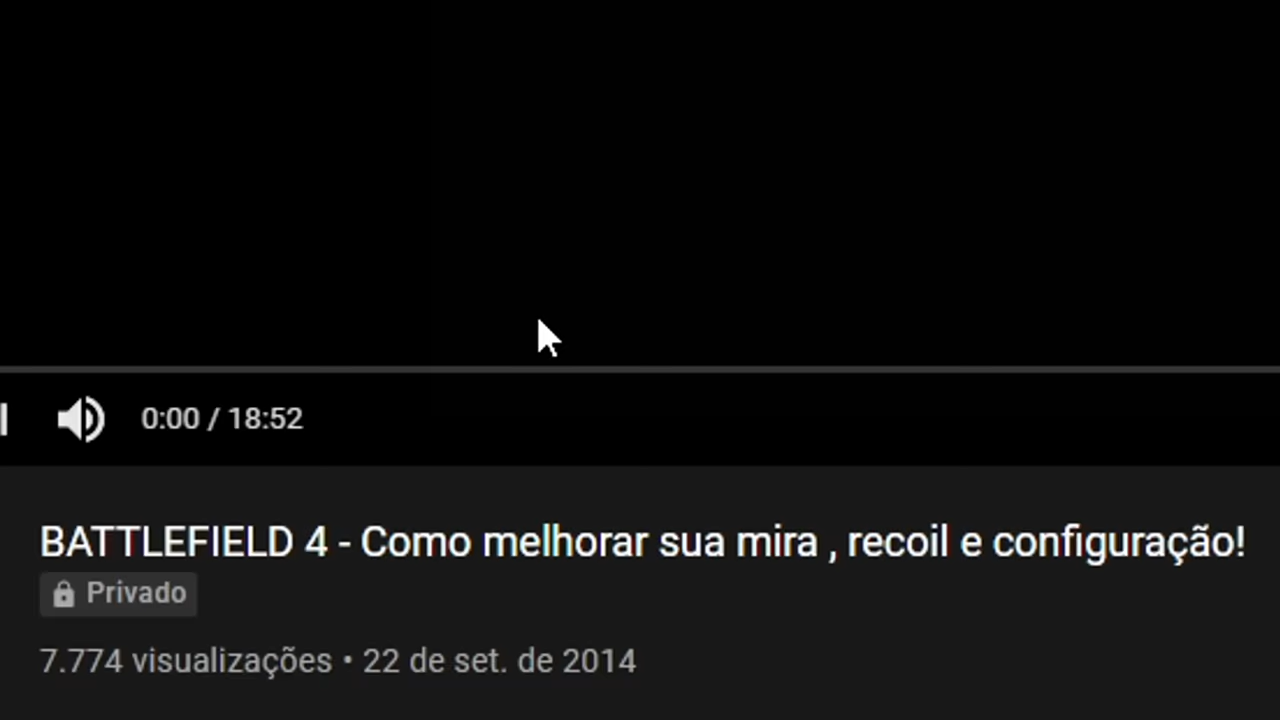 0:00 / 18:52
BATTLEFIELD 4 - Como melhorar sua mira , recoil e configuração!
Privado
7.774 visualizações • 22 de set. de 2014